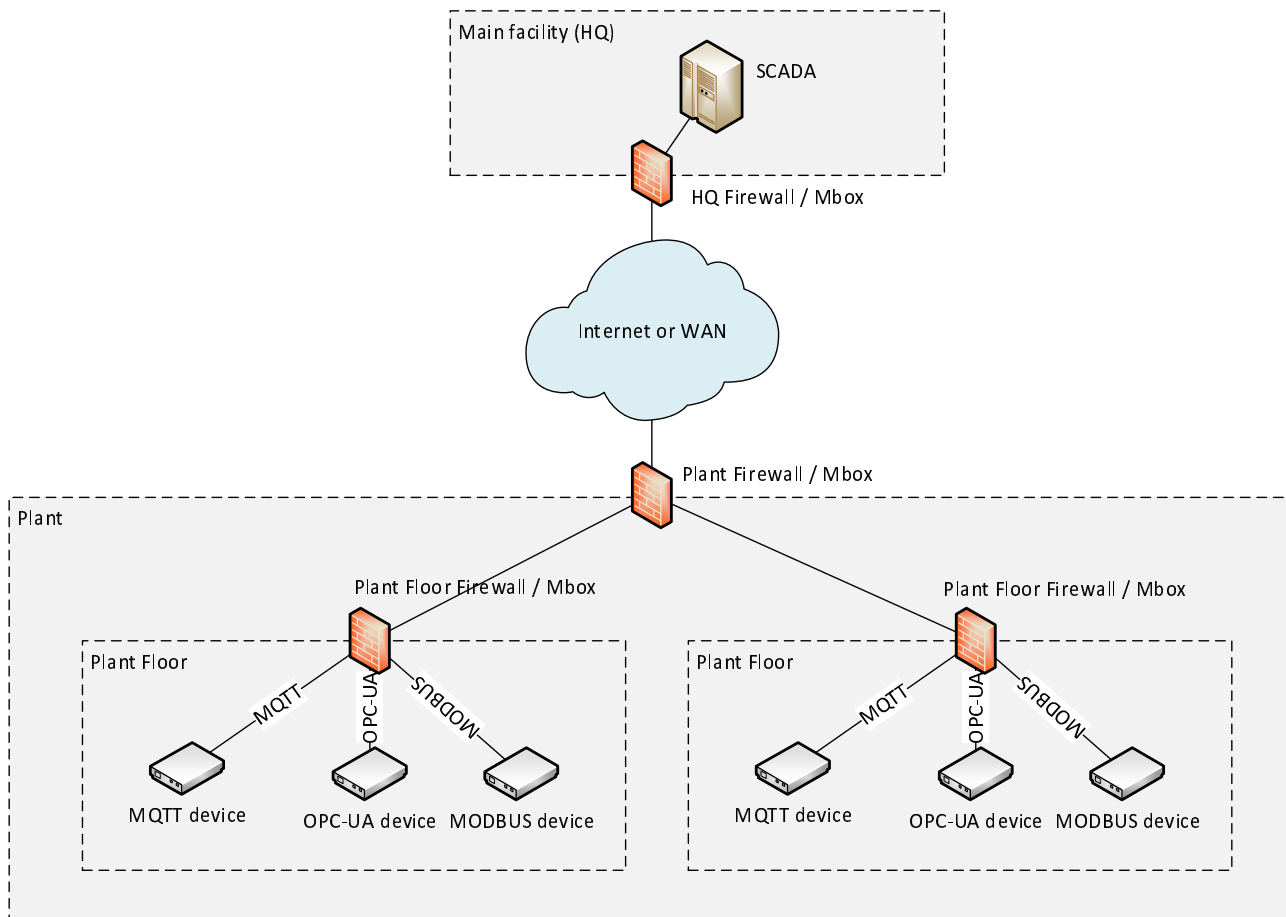 Main facility (HQ)
SCADA
HQ Firewall / Mbox
Internet or WAN
Plant Firewall / Mbox
Plant
Plant Floor Firewall / Mbox
Plant Floor Firewall / Mbox
Plant Floor
MQTT
OPC-UA
MODBUS
Plant Floor
MQTT
OPC-UA
MODBUS
MQTT device
OPC-UA device
MODBUS device
MQTT device
OPC-UA device
MODBUS device